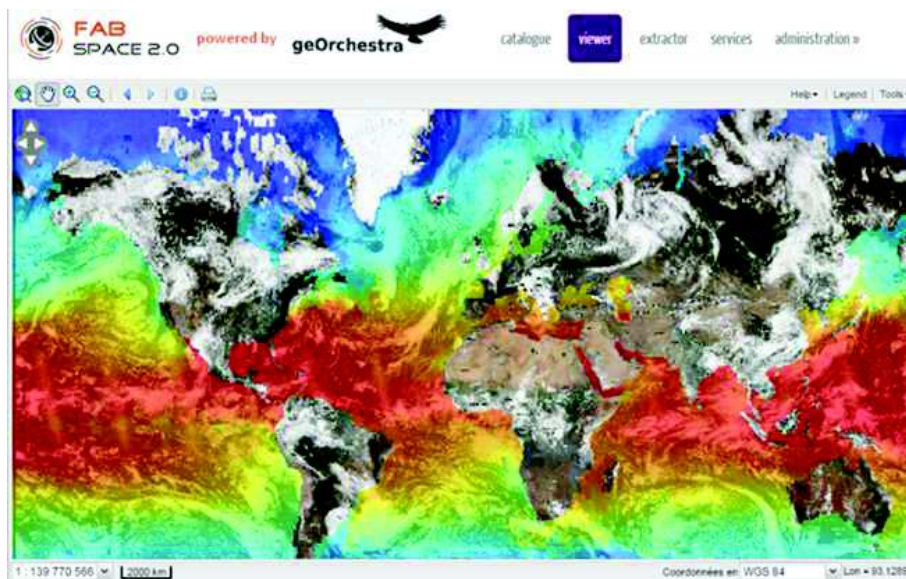 FAB
SPACE 2.0
powered by
geOrchestra
catalogue
viewer
extractor
services
administration »
Help
Legend
Tools
1 : 139 770 566
2000 km
Coordonnées en
WGS 84
Lon = 93.1289